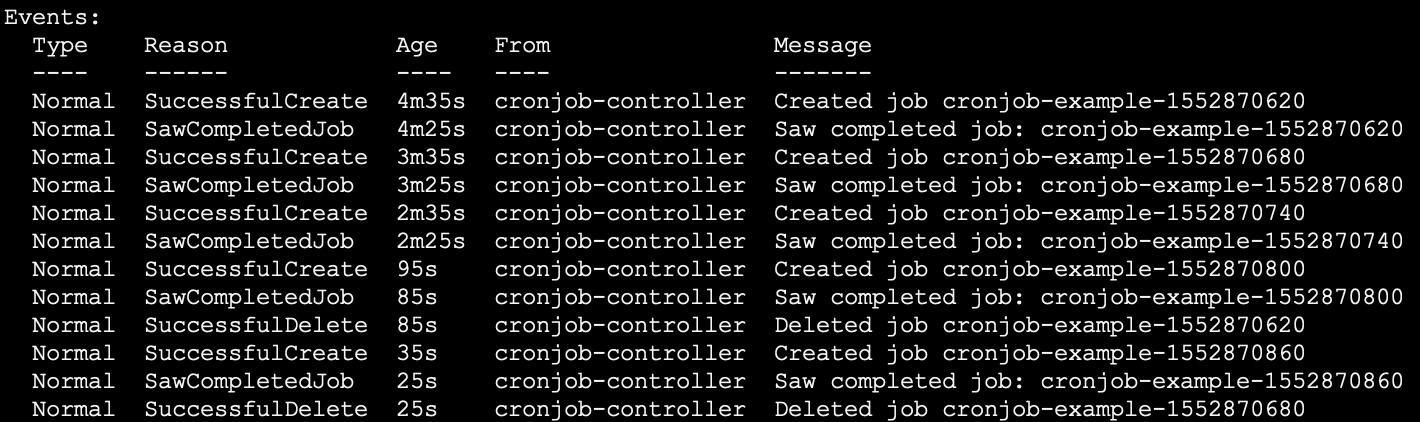 Events:
Type Reason Age From Message
---- ------ ---- ---- -------
Normal SuccessfulCreate 4m35s cronjob-controller Created job cronjob-example-1552870620
Normal SawCompletedJob 4m25s cronjob-controller Saw completed job: cronjob-example-1552870620
Normal SuccessfulCreate 3m35s cronjob-controller Created job cronjob-example-1552870680
Normal SawCompletedJob 3m25s cronjob-controller Saw completed job: cronjob-example-1552870680
Normal SuccessfulCreate 2m35s cronjob-controller Created job cronjob-example-1552870740
Normal SawCompletedJob 2m25s cronjob-controller Saw completed job: cronjob-example-1552870740
Normal SuccessfulCreate 95s cronjob-controller Created job cronjob-example-1552870800
Normal SawCompletedJob 85s cronjob-controller Saw completed job: cronjob-example-1552870800
Normal SuccessfulDelete 85s cronjob-controller Deleted job cronjob-example-1552870620
Normal SuccessfulCreate 35s cronjob-controller Created job cronjob-example-1552870860
Normal SawCompletedJob 25s cronjob-controller Saw completed job: cronjob-example-1552870860
Normal SuccessfulDelete 25s cronjob-controller Deleted job cronjob-example-1552870680